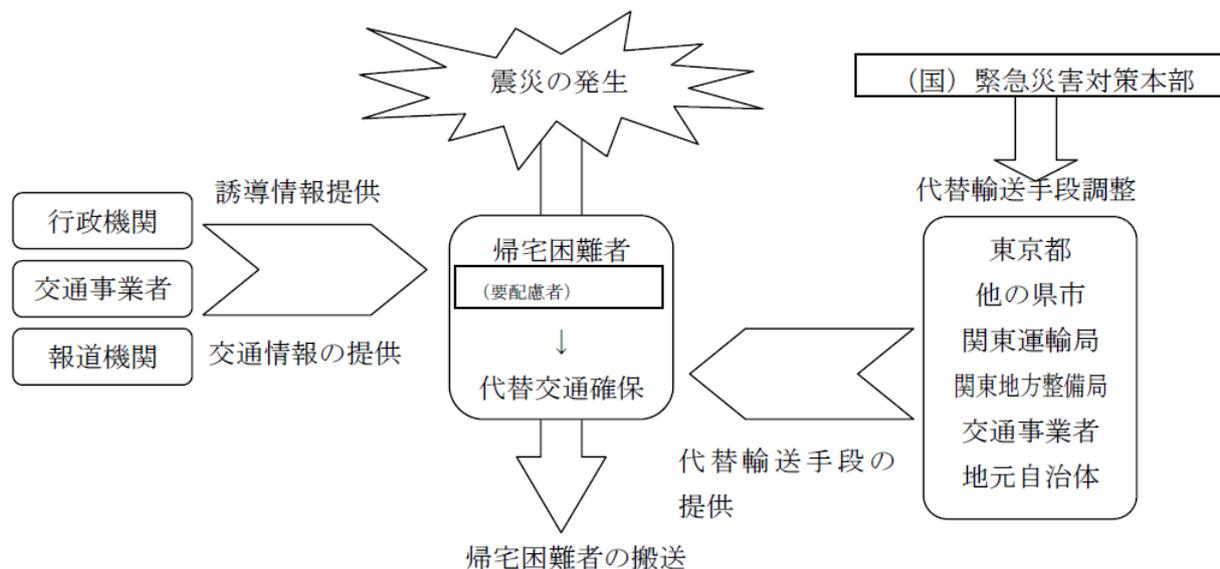 震災の発生
（国）緊急災害対策本部
誘導情報提供
行政機関
交通事業者
報道機関
交通情報の提供
帰宅困難者
（要配慮者）
↓
代替交通確保
代替輸送手段調整
東京都
他の県市
関東運輸局
関東地方整備局
交通事業者
地元自治体
代替輸送手段の
提供
帰宅困難者の搬送